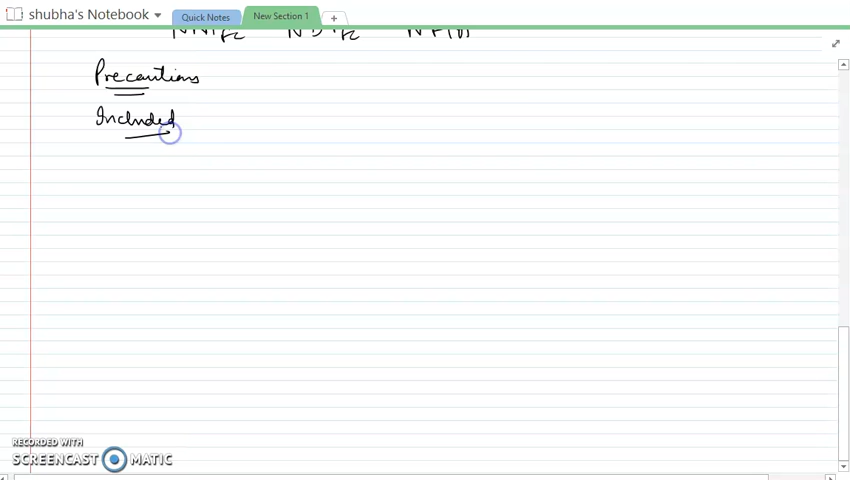 shubha's Notebook Quick Notes New Section 1 +
Precautions
Included
RECORDED WITH
SCREENCAST MATIC